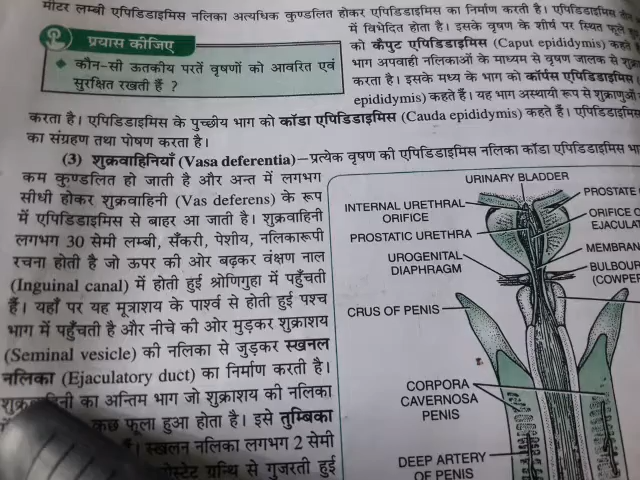 मीटर लम्बी एपिडिडाइमिस नलिका अत्यधिक कुण्डलित होकर एपिडिडाइमिस का निर्माण करती है। एपिडिडाइमिस
में विभेदित होता है। इसके वृषण के शीर्ष पर स्थित फूले हुए
को कैपुट एपिडिडाइमिस (Caput epididymis) कहते
भाग अपवाही नलिकाओं के माध्यम से वृषण जालक से
करता है। इसके मध्य के भाग को कॉर्पस एपिडिडाइमिस
epididymis) कहते हैं। यह भाग अस्थायी रूप से शुक्राणुओं
प्रयास कीजिए
◆ कौन-सी ऊतकीय परतें वृषणों को आवरित एवं
सुरक्षित रखती हैं ?
करता है। एपिडिडाइमिस के पुच्छीय भाग को कॉडा एपिडिडाइमिस (Cauda epididymis) कहते हैं। एपिडिडाइमिस
का संग्रहण तथा पोषण करता है।
(3) शुक्रवाहिनियाँ (Vasa deferentia)—प्रत्येक वृषण की एपिडिडाइमिस नलिका कॉडा एपिडिडाइमिस
कम कुण्डलित हो जाती है और अन्त में लगभग
सीधी होकर शुक्रवाहिनी (Vas deferens) के रूप
में एपिडिडाइमिस से बाहर आ जाती है। शुक्रवाहिनी
लगभग 30 सेमी लम्बी, सँकरी, पेशीय, नलिकारूपी
रचना होती है जो ऊपर की ओर बढ़कर वंक्षण नाल
(Inguinal canal) में होती हुई श्रोणिगुहा में पहुँचती
हैं। यहाँ पर यह मूत्राशय के पार्श्व से होती हुई पश्च
भाग में पहुँचती है और नीचे की ओर मुड़कर शुक्राशय
(Seminal vesicle) की नलिका से जुड़कर स्खनल
नलिका (Ejaculatory duct) का निर्माण करती है।
का अन्तिम भाग जो शुक्राशय की नलिका
कुछ फूला हुआ होता है। इसे तुम्बिका
स्खलन नलिका लगभग 2 सेमी
ग्रन्थि से गुजरती हुई
URINARY BLADDER
INTERNAL URETHRAL
ORIFICE
PROSTATIC URETHRA
UROGENITAL
DIAPHRAGM
CRUS OF PENIS
CORPORA
CAVERNOSA
PENIS
DEEP ARTERY
OF PENIS
PROSTATE
ORIFICE
MEMBRAN
BULBOUR
(COWPER